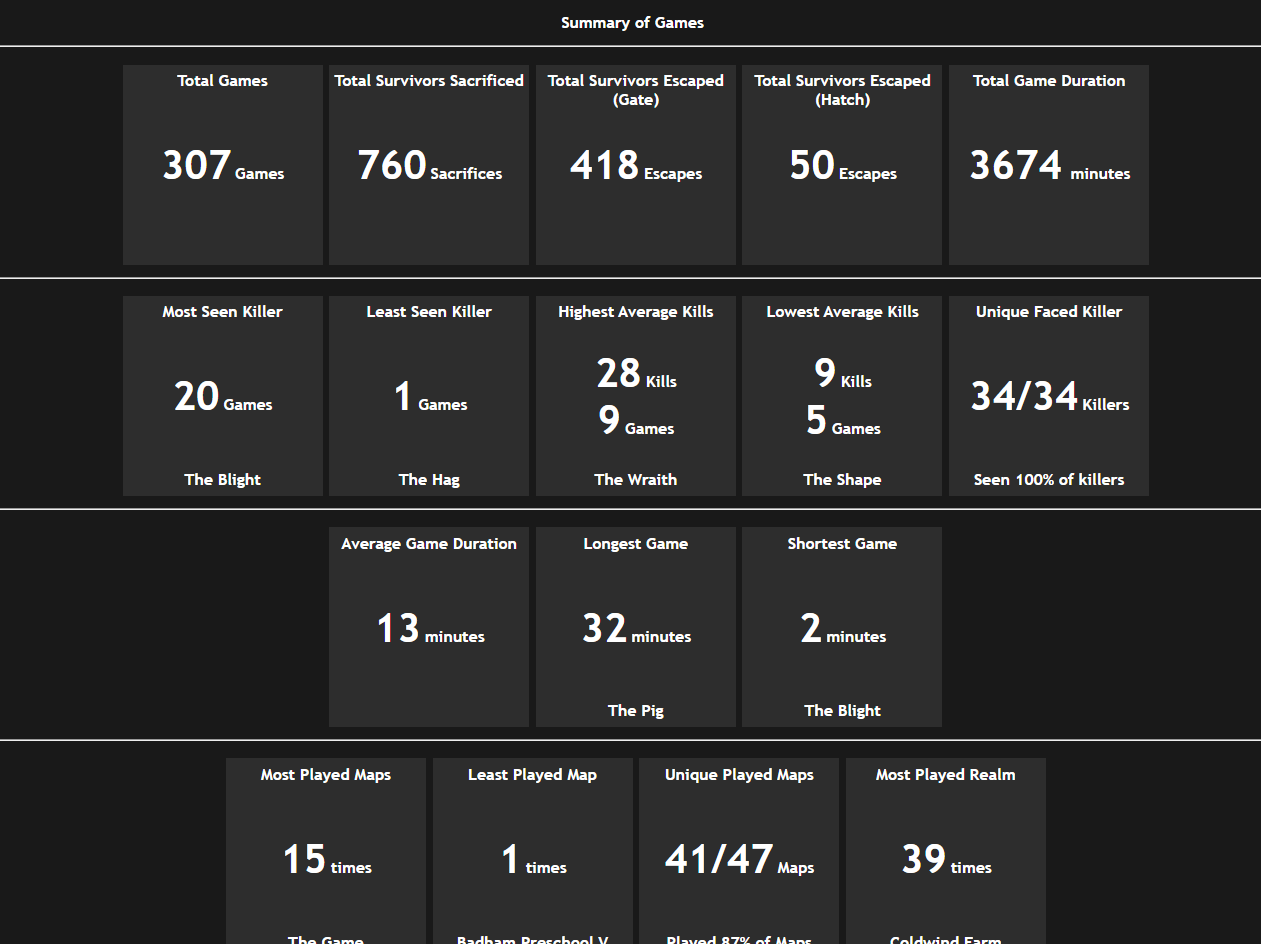 Summary of Games
Total Games
307 Games
Total Survivors Sacrificed
760 Sacrifices
Total Survivors Escaped
(Gate)
418 Escapes
Total Survivors Escaped
(Hatch)
50 Escapes
Total Game Duration
3674 minutes
Most Seen Killer
20 Games
The Blight
Least Seen Killer
1 Games
The Hag
Highest Average Kills
28 Kills
9 Games
The Wraith
Lowest Average Kills
9 Kills
5 Games
The Shape
Unique Faced Killer
34/34 Killers
Seen 100% of killers
Average Game Duration
13 minutes
Longest Game
32 minutes
The Pig
Shortest Game
2 minutes
The Blight
Most Played Maps
15 times
The Game
Least Played Map
1 times
Badham Preschool V
Unique Played Maps
41/47 Maps
Played 87% of Maps
Most Played Realm
39 times
Coldwind Farm